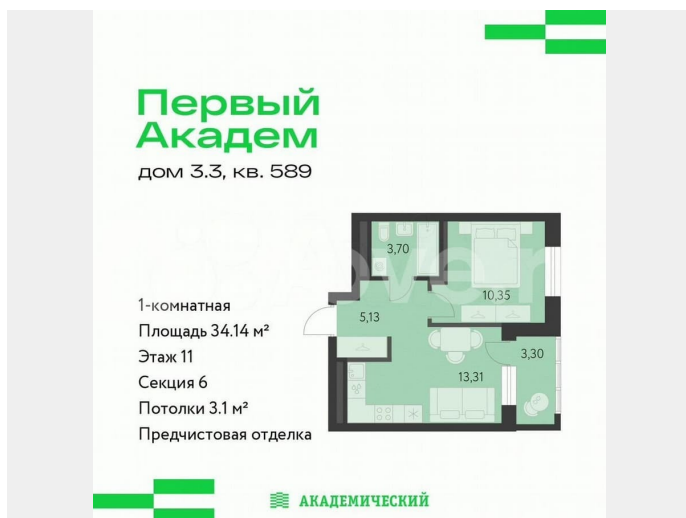 Первый
Академ
дом 3.3, кв. 589
1-комнатная
Площадь 34.14 м²
Этаж 11
Секция 6
Потолки 3.1 м²
Предчистовая отделка
3,70
10,35
5,13
3,30
13,31
АКАДЕМИЧЕСКИЙ